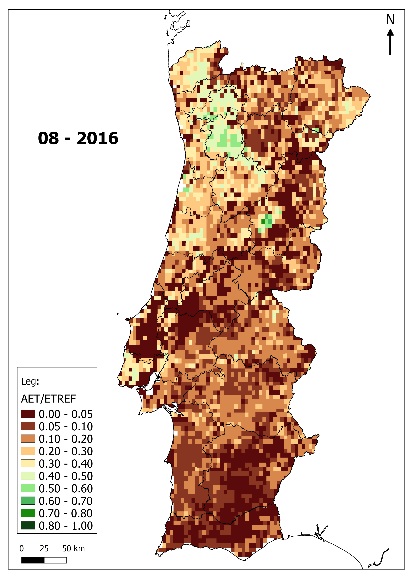 N
08 - 2016
Leg:
AET/ETREF
0.00 - 0.05
0.05 - 0.10
0.10 - 0.20
0.20 - 0.30
0.30 - 0.40
0.40 - 0.50
0.50 - 0.60
0.60 - 0.70
0.70 - 0.80
0.80 - 1.00
0 25 50 km